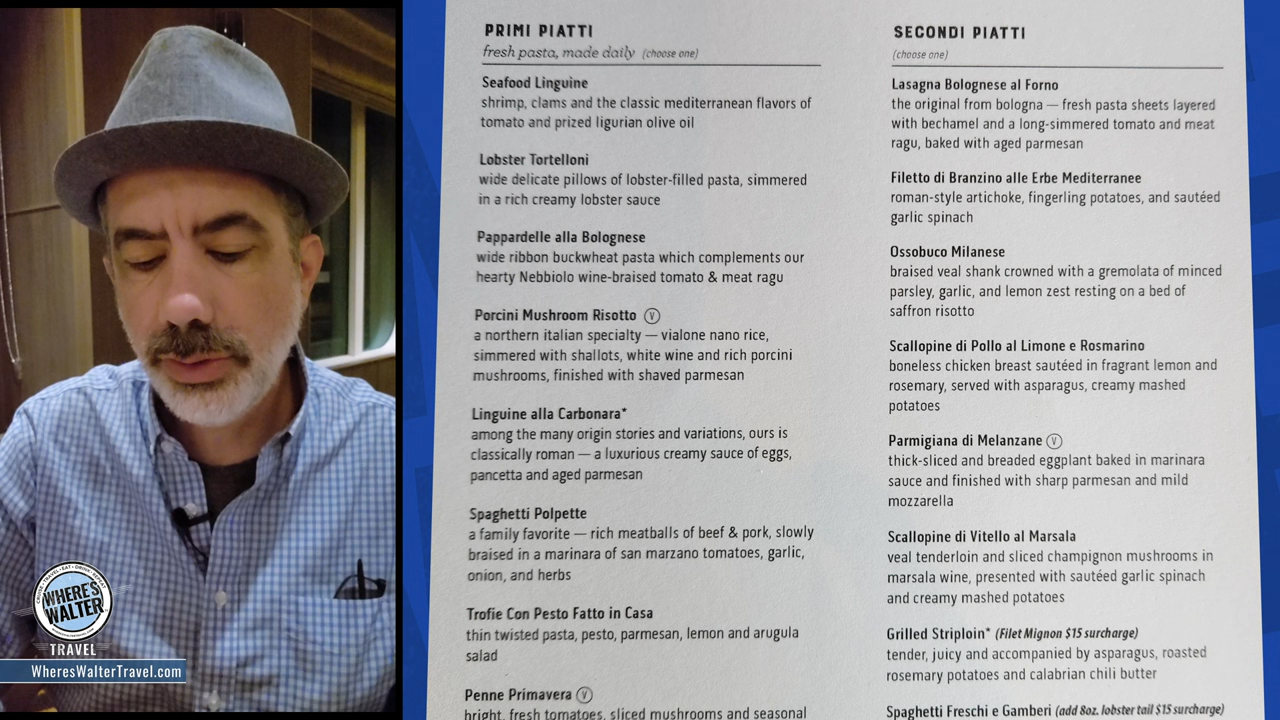 PRIMI PIATTI
fresh pasta, made daily (choose one)
Seafood Linguine
shrimp, clams and the classic mediterranean flavors of
tomato and prized ligurian olive oil
Lobster Tortelloni
wide delicate pillows of lobster-filled pasta, simmered
in a rich creamy lobster sauce
Pappardelle alla Bolognese
wide ribbon buckwheat pasta which complements our
hearty Nebbiolo wine-braised tomato & meat ragu
Porcini Mushroom Risotto V
a northern italian specialty — vialone nano rice,
simmered with shallots, white wine and rich porcini
mushrooms, finished with shaved parmesan
Linguine alla Carbonara*
among the many origin stories and variations, ours is
classically roman — a luxurious creamy sauce of eggs,
pancetta and aged parmesan
Spaghetti Polpette
a family favorite — rich meatballs of beef & pork, slowly
braised in a marinara of san marzano tomatoes, garlic,
onion, and herbs
Trofie Con Pesto Fatto in Casa
thin twisted pasta, pesto, parmesan, lemon and arugula
salad
Penne Primavera V
bright, fresh tomatoes, sliced mushrooms and seasonal
SECONDI PIATTI
(choose one)
Lasagna Bolognese al Forno
the original from bologna — fresh pasta sheets layered
with bechamel and a long-simmered tomato and meat
ragu, baked with aged parmesan
Filetto di Branzino alle Erbe Mediterranee
roman-style artichoke, fingerling potatoes, and sautéed
garlic spinach
Ossobuco Milanese
braised veal shank crowned with a gremolata of minced
parsley, garlic, and lemon zest resting on a bed of
saffron risotto
Scallopine di Pollo al Limone e Rosmarino
boneless chicken breast sautéed in fragrant lemon and
rosemary, served with asparagus, creamy mashed
potatoes
Parmigiana di Melanzane V
thick-sliced and breaded eggplant baked in marinara
sauce and finished with sharp parmesan and mild
mozzarella
Scallopine di Vitello al Marsala
veal tenderloin and sliced champignon mushrooms in
marsala wine, presented with sautéed garlic spinach
and creamy mashed potatoes
Grilled Striploin* (Filet Mignon $15 surcharge)
tender, juicy and accompanied by asparagus, roasted
rosemary potatoes and calabrian chili butter
Spaghetti Freschi e Gamberi (add 8oz. lobster tail $15 surcharge)
WHERE'S
WALTER
TRAVEL
WheresWalterTravel.com